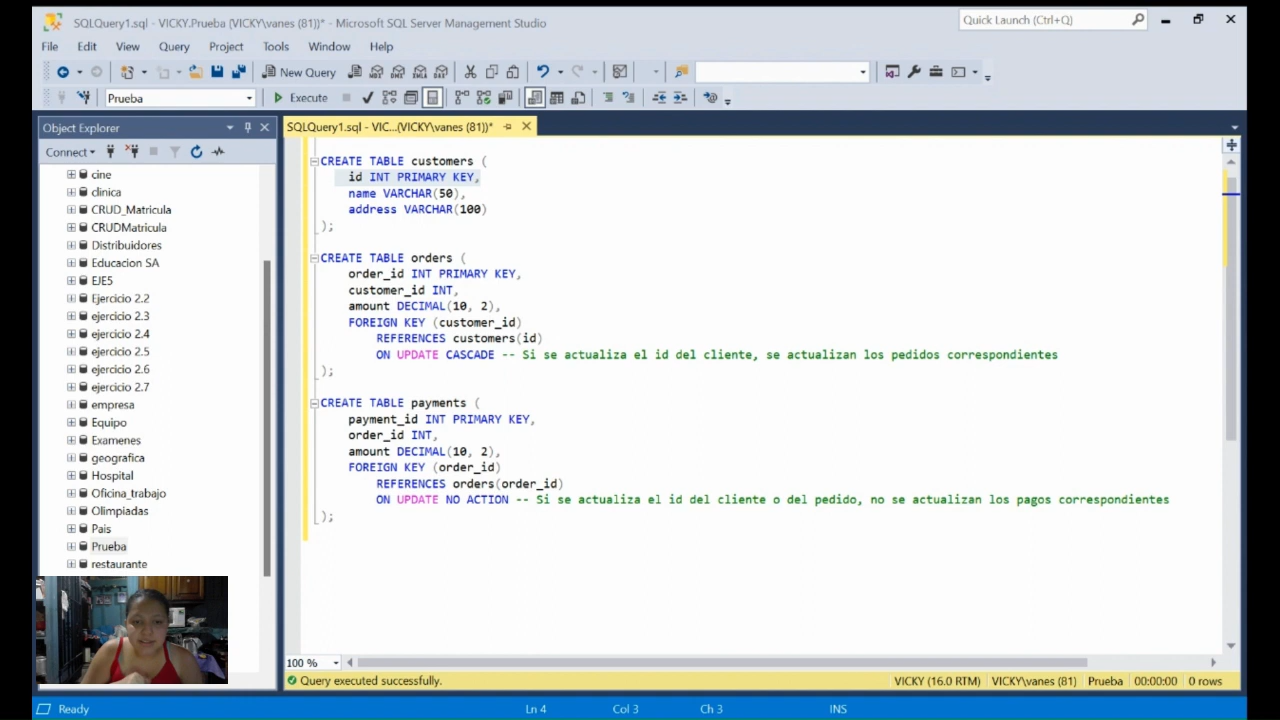 SQLQuery1.sql - VICKY.Prueba (VICKY\vanes (81))* - Microsoft SQL Server Management Studio
Quick Launch (Ctrl+Q)
File Edit View Query Project Tools Window Help
New Query
Prueba
Execute
Object Explorer
SQLQuery1.sql - VIC...(VICKY\vanes (81))*
Connect
cine
clinica
CRUD_Matricula
CRUDMatricula
Distribuidores
Educacion SA
EJE5
Ejercicio 2.2
ejercicio 2.3
ejercicio 2.4
ejercicio 2.5
ejercicio 2.6
ejercicio 2.7
empresa
Equipo
Examenes
geografica
Hospital
Oficina_trabajo
Olimpiadas
Pais
Prueba
restaurante
CREATE TABLE customers (
id INT PRIMARY KEY,
name VARCHAR(50),
address VARCHAR(100)
);
CREATE TABLE orders (
order_id INT PRIMARY KEY,
customer_id INT,
amount DECIMAL(10, 2),
FOREIGN KEY (customer_id)
REFERENCES customers(id)
ON UPDATE CASCADE -- Si se actualiza el id del cliente, se actualizan los pedidos correspondientes
);
CREATE TABLE payments (
payment_id INT PRIMARY KEY,
order_id INT,
amount DECIMAL(10, 2),
FOREIGN KEY (order_id)
REFERENCES orders(order_id)
ON UPDATE NO ACTION -- Si se actualiza el id del cliente o del pedido, no se actualizan los pagos correspondientes
);
100 %
Query executed successfully.
VICKY (16.0 RTM) VICKY\vanes (81) Prueba 00:00:00 0 rows
Ready Ln 4 Col 3 Ch 3 INS